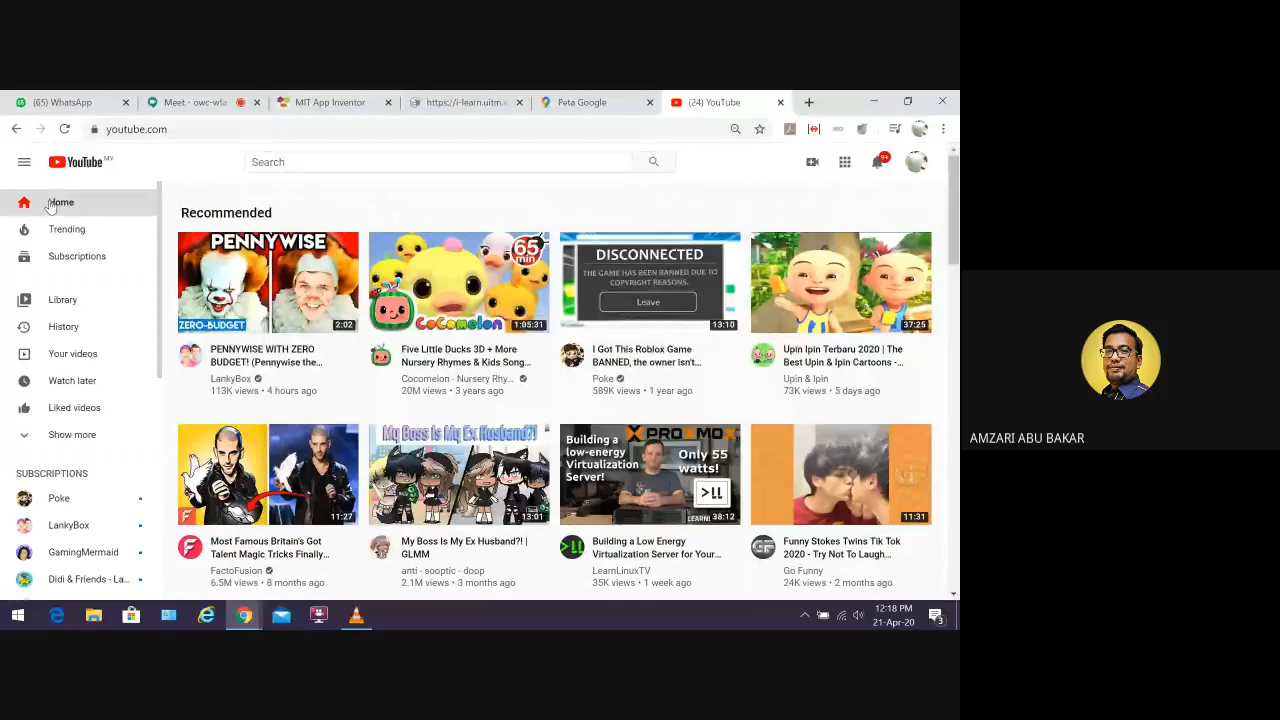 (65) WhatsApp
Meet - owc-wfa
MIT App Inventor
https://i-learn.uitm.e
Peta Google
(24) YouTube
youtube.com
YouTube MY
Search
9+
Home
Trending
Subscriptions
Library
History
Your videos
Watch later
Liked videos
Show more
SUBSCRIPTIONS
Poke
LankyBox
GamingMermaid
Didi & Friends - La...
Recommended
PENNYWISE
ZERO-BUDGET
2:02
65 min
CoComelon
1:05:31
DISCONNECTED
THE GAME HAS BEEN BANNED DUE TO
COPYRIGHT REASONS.
Leave
13:10
37:25
PENNYWISE WITH ZERO
BUDGET! (Pennywise the...
LankyBox
113K views • 4 hours ago
Five Little Ducks 3D + More
Nursery Rhymes & Kids Song...
Cocomelon - Nursery Rhy...
20M views • 3 years ago
I Got This Roblox Game
BANNED, the owner isn't...
Poke
589K views • 1 year ago
Upin Ipin Terbaru 2020 | The
Best Upin & Ipin Cartoons -...
Upin & Ipin
73K views • 5 days ago
11:27
My Boss Is My Ex Husband?!
13:01
PROXMOX
Building a
low-energy
Virtualization
Server!
Only 55
watts!
LEARN
38:12
11:31
Most Famous Britain's Got
Talent Magic Tricks Finally...
FactoFusion
6.5M views • 8 months ago
My Boss Is My Ex Husband?! |
GLMM
anti - sooptic - doop
2.1M views • 3 months ago
Building a Low Energy
Virtualization Server for Your...
LearnLinuxTV
35K views • 1 week ago
Funny Stokes Twins Tik Tok
2020 - Try Not To Laugh...
Go Funny
24K views • 2 months ago
12:18 PM
21-Apr-20
3
AMZARI ABU BAKAR